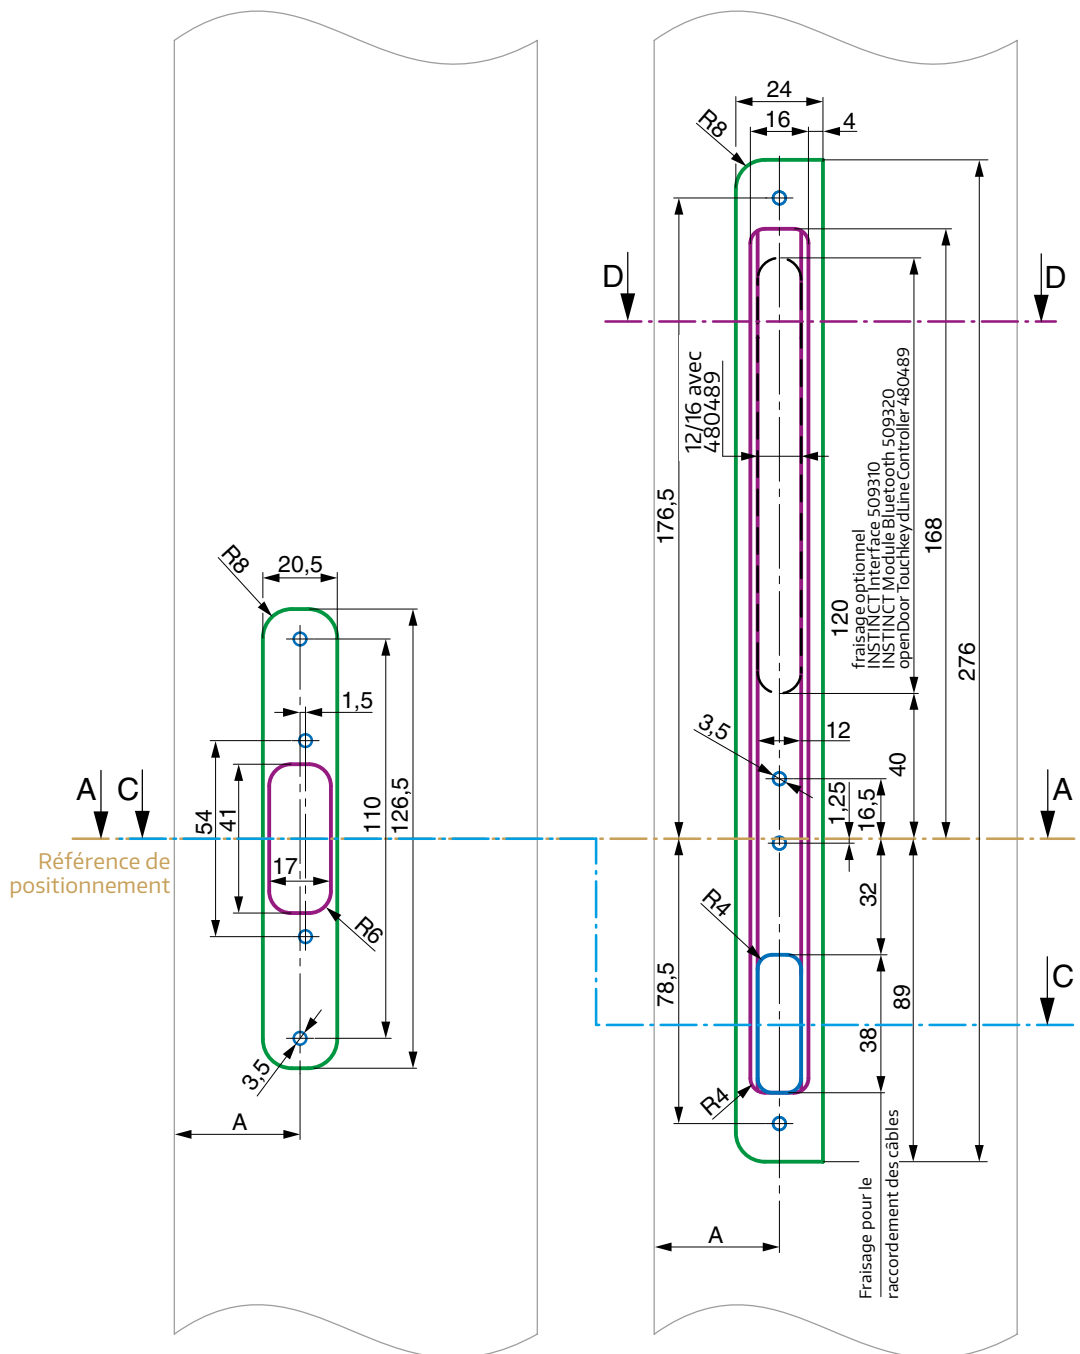 24
16
4
R8
D
D
12/16 avec
480489
176,5
fraisage optionnel
INSTINCT Interface 509310
INSTINCT Module Bluetooth 509320
openDoor Touchkey dLine Controller 480489
120
168
276
R8
20,5
1,5
3,5
12
40
A
C
54
41
110
126,5
1,25
16,5
A
Référence de
positionnement
17
R6
R4
32
78,5
38
89
C
3,5
R4
A
A
Fraisage pour le
raccordement des câbles